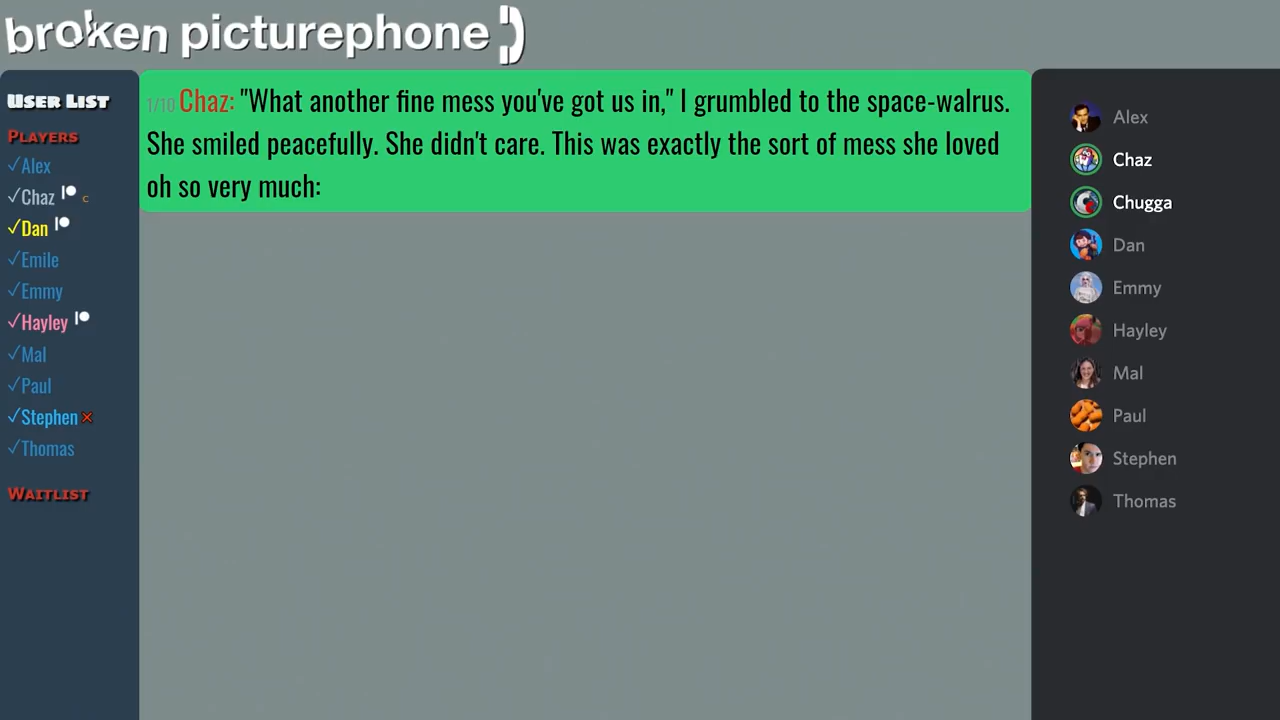 broken picturephone
User List
Players
✓Alex
✓Chaz c
✓Dan
✓Emile
✓Emmy
✓Hayley
✓Mal
✓Paul
✓Stephen ✕
✓Thomas
Waitlist
1/10 Chaz: "What another fine mess you've got us in," I grumbled to the space-walrus.
She smiled peacefully. She didn't care. This was exactly the sort of mess she loved
oh so very much:
Alex
Chaz
Chugga
Dan
Emmy
Hayley
Mal
Paul
Stephen
Thomas